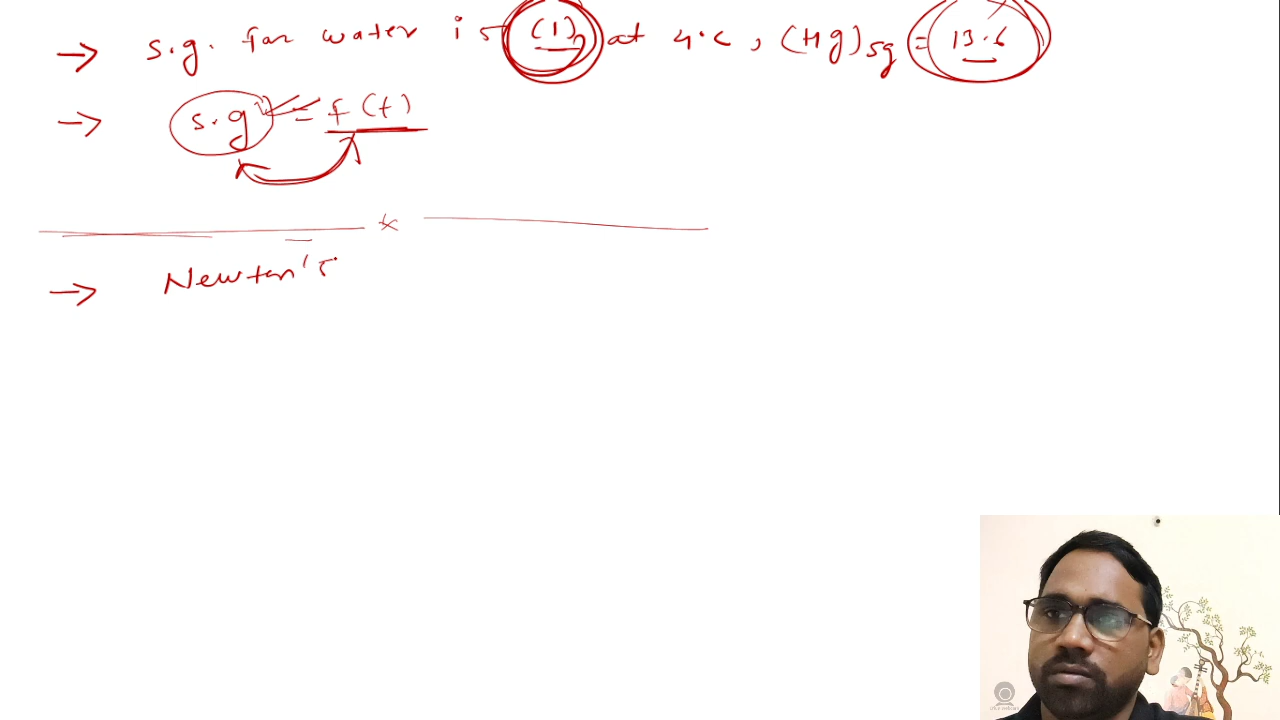 → s.g. for water is (1) at 4°c, (Hg)sg = 13.6
→ s.g = f(t)
→ Newton's